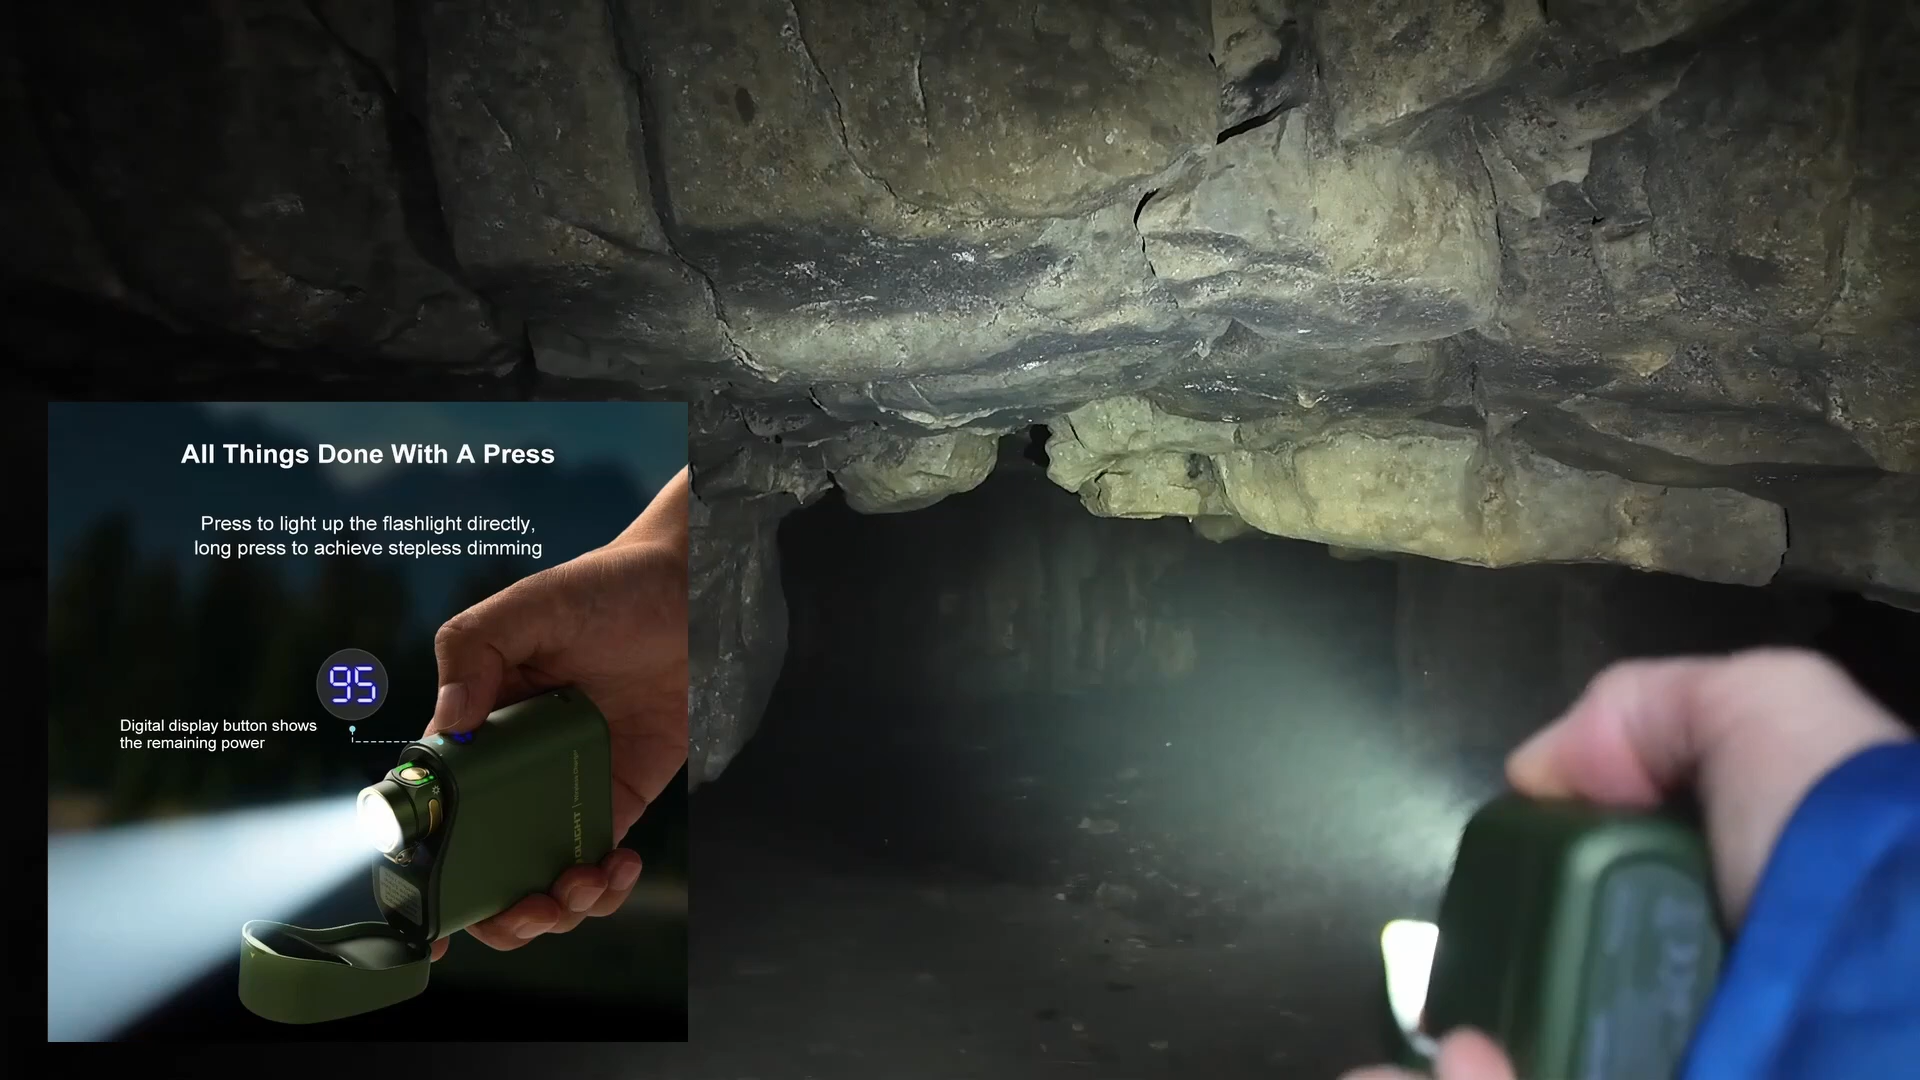 All Things Done With A Press
Press to light up the flashlight directly,
long press to achieve stepless dimming
95
Digital display button shows
the remaining power
OLIGHT